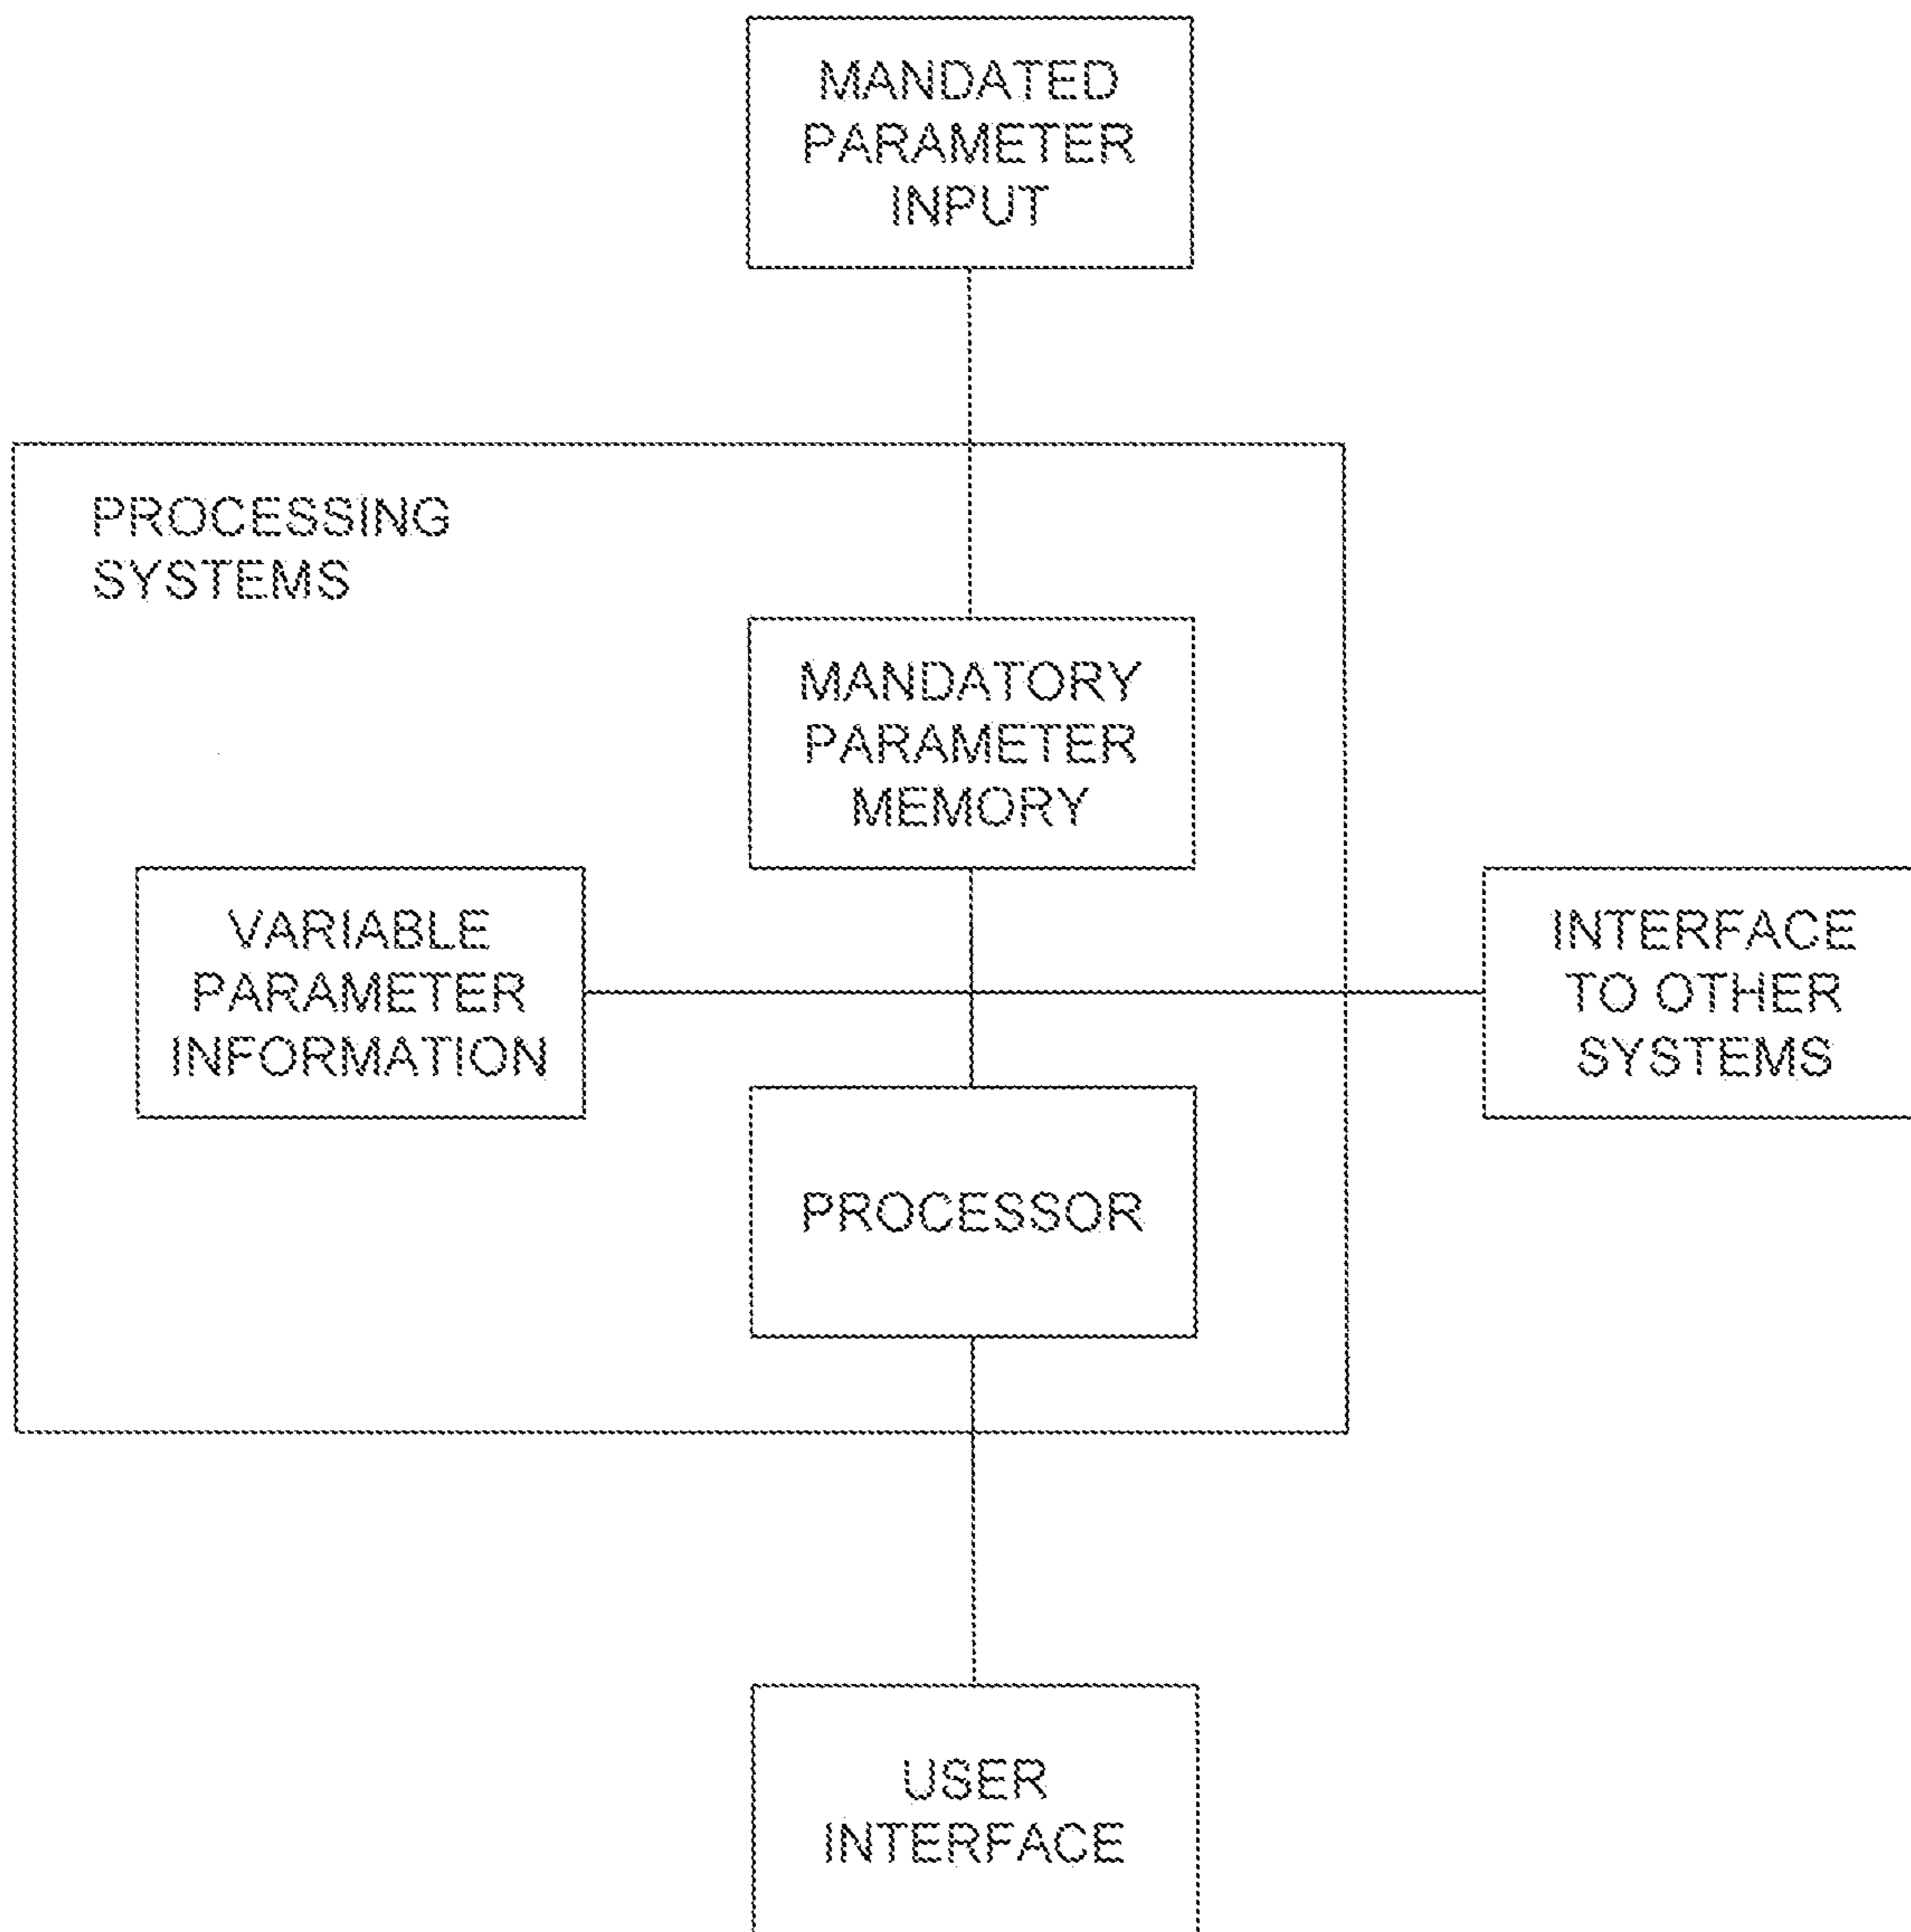 MANDATED
PARAMETER
INPUT
PROCESSING
SYSTEMS
MANDATORY
PARAMETER
MEMORY
VARIABLE
PARAMETER
INFORMATION
INTERFACE
TO OTHER
SYSTEMS
PROCESSOR
USER
INTERFACE